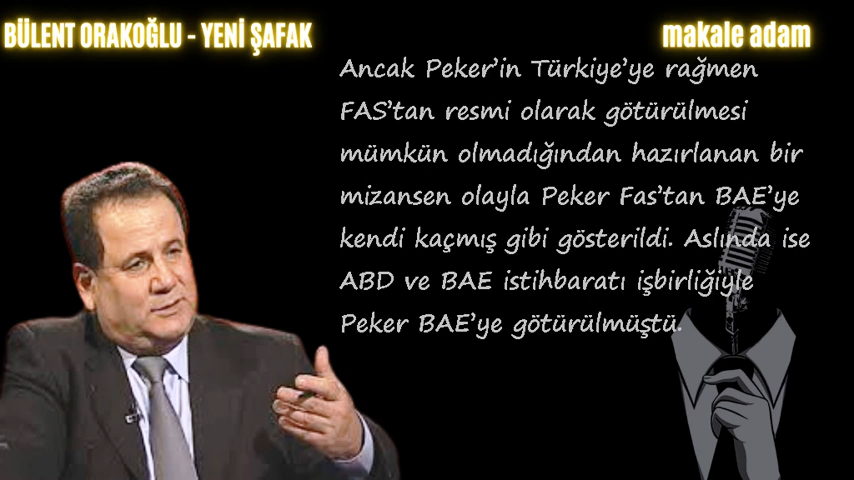 BÜLENT ORAKOĞLU - YENİ ŞAFAK
makale adam
Ancak Peker'in Türkiye'ye rağmen
FAS'tan resmi olarak götürülmesi
mümkün olmadığından hazırlanan bir
mizansen olayla Peker Fas'tan BAE'ye
kendi kaçmış gibi gösterildi. Aslında ise
ABD ve BAE istihbaratı işbirliğiyle
Peker BAE'ye götürülmüştü.